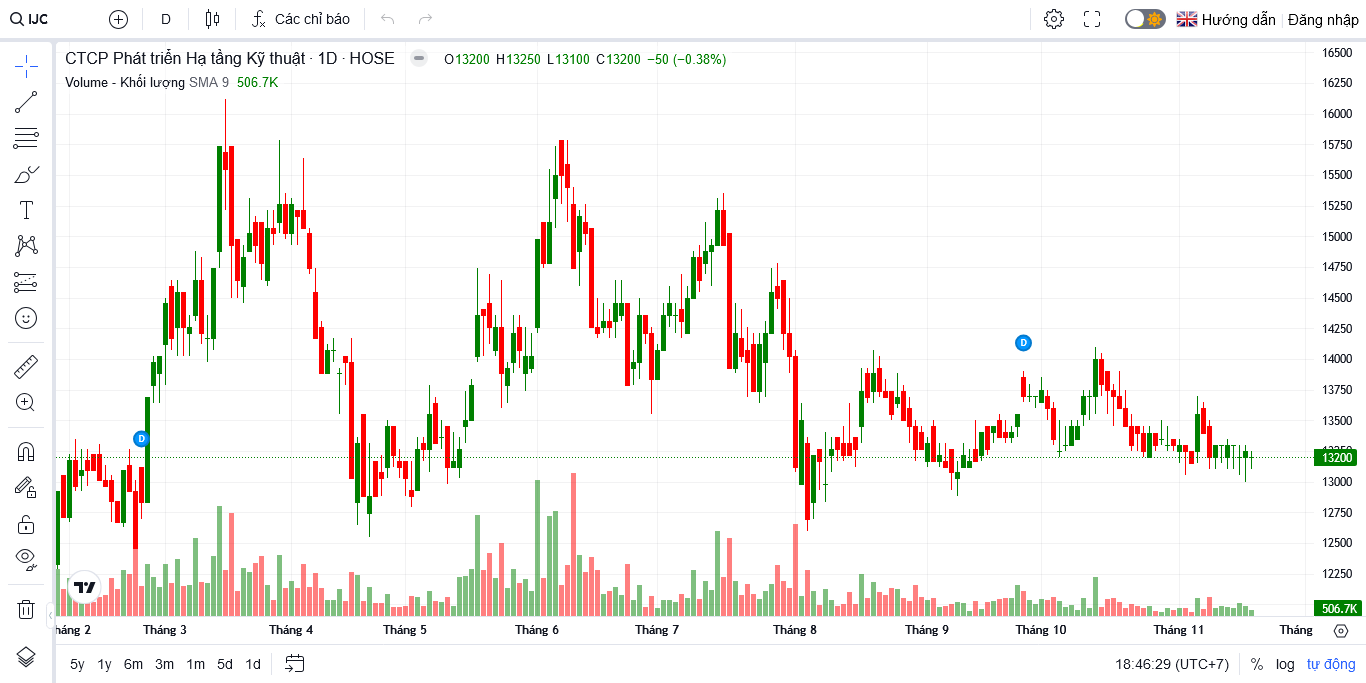 IJC D Các chỉ báo Hướng dẫn Đăng nhập
CTCP Phát triển Hạ tầng Kỹ thuật · 1D · HOSE O13200 H13250 L13100 C13200 −50 (−0.38%)
Volume - Khối lượng SMA 9 506.7K
16500
16250
16000
15750
15500
15250
15000
14750
14500
14250
14000
13750
13500
13250
13200
13000
12750
12500
12250
506.7K
D
D
háng 2 Tháng 3 Tháng 4 Tháng 5 Tháng 6 Tháng 7 Tháng 8 Tháng 9 Tháng 10 Tháng 11 Tháng
5y 1y 6m 3m 1m 5d 1d 18:46:29 (UTC+7) % log tự động